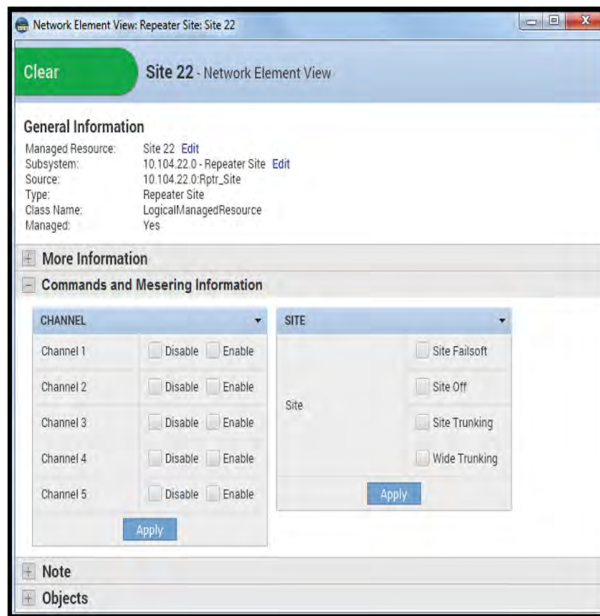 Network Element View: Repeater Site: Site 22
Clear
Site 22 - Network Element View
General Information
Managed Resource: Site 22 Edit
Subsystem: 10.104.22.0 - Repeater Site Edit
Source: 10.104.22.0:Rptr_Site
Type: Repeater Site
Class Name: LogicalManagedResource
Managed: Yes
More Information
Commands and Mesering Information
CHANNEL
Channel 1 Disable Enable
Channel 2 Disable Enable
Channel 3 Disable Enable
Channel 4 Disable Enable
Channel 5 Disable Enable
Apply
SITE
Site
Site Failsoft
Site Off
Site Trunking
Wide Trunking
Apply
Note
Objects